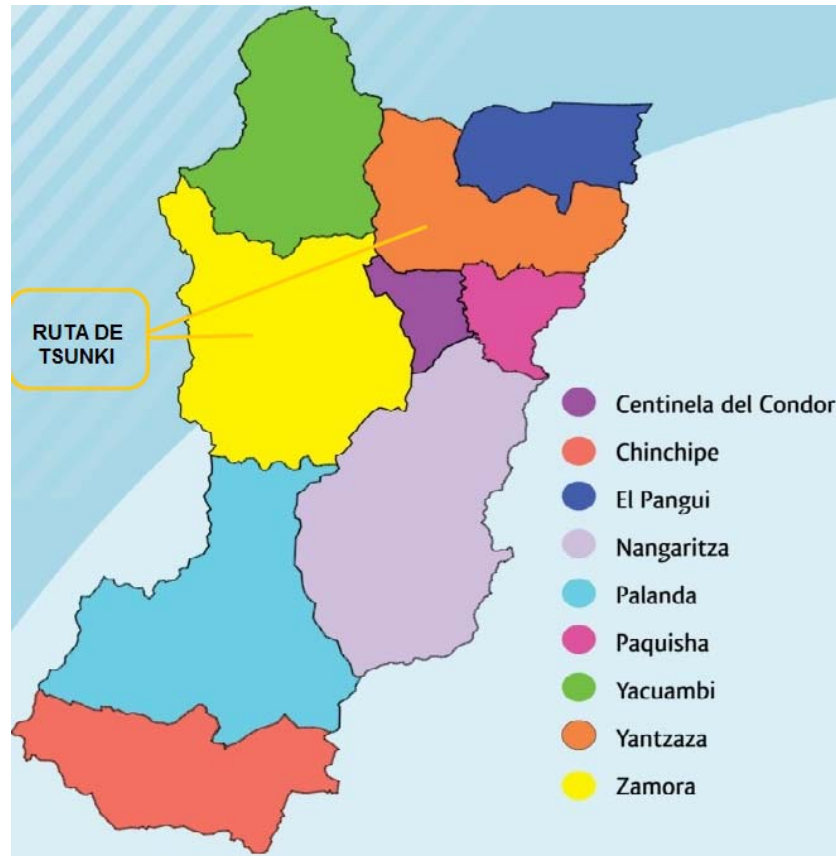 RUTA DE
TSUNKI
Centinela del Condor
Chinchipe
El Pangui
Nangaritza
Palanda
Paquisha
Yacuambi
Yantzaza
Zamora